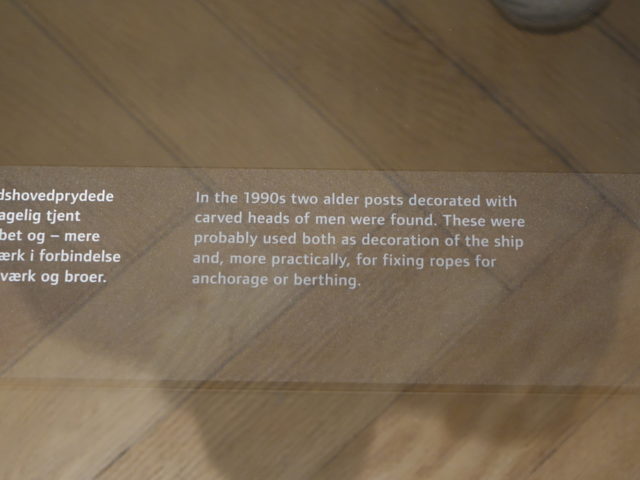 dshovedprydede
agelig tjent
bet og – mere
ærk i forbindelse
værk og broer.
In the 1990s two alder posts decorated with
carved heads of men were found. These were
probably used both as decoration of the ship
and, more practically, for fixing ropes for
anchorage or berthing.